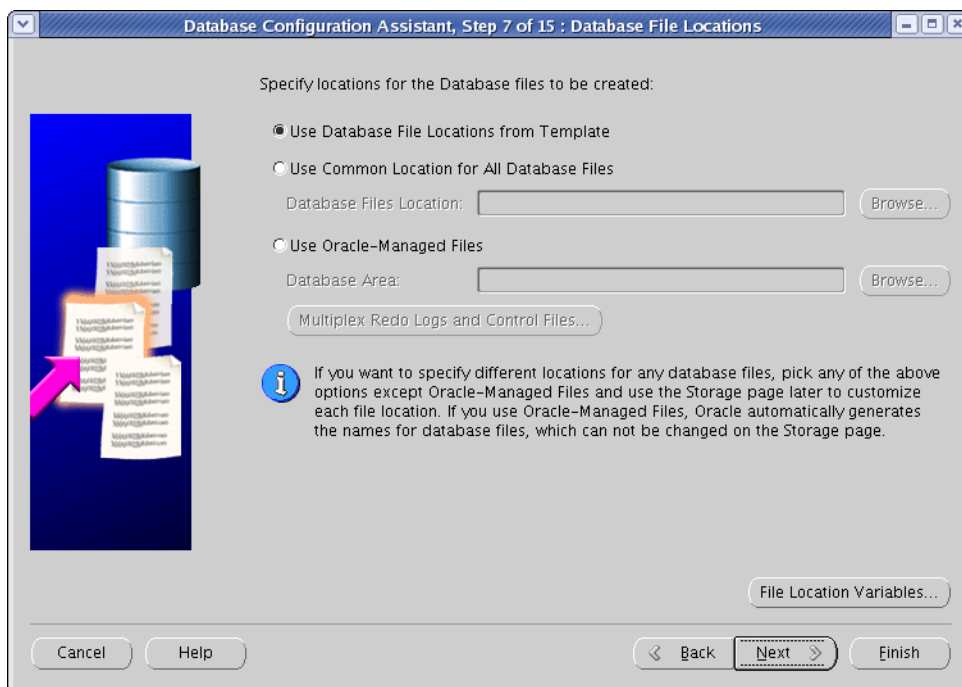 Database Configuration Assistant, Step 7 of 15 : Database File Locations
Specify locations for the Database files to be created:
Use Database File Locations from Template
Use Common Location for All Database Files
Database Files Location:
Browse...
Use Oracle-Managed Files
Database Area:
Browse...
Multiplex Redo Logs and Control Files...
If you want to specify different locations for any database files, pick any of the above
options except Oracle-Managed Files and use the Storage page later to customize
each file location. If you use Oracle-Managed Files, Oracle automatically generates
the names for database files, which can not be changed on the Storage page.
File Location Variables...
Cancel
Help
Back
Next
Finish